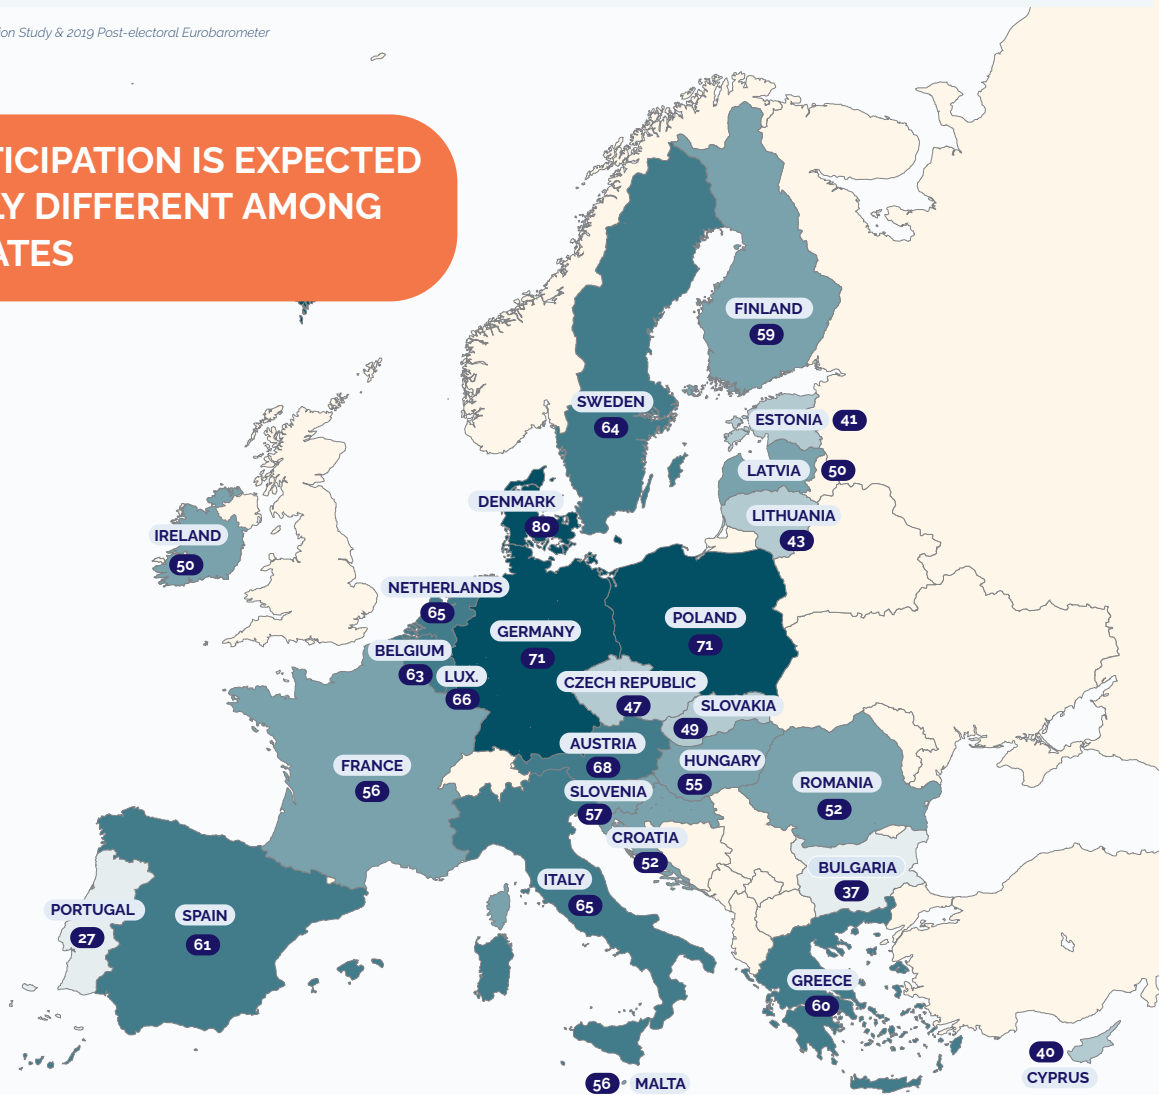 ion Study & 2019 Post-electoral Eurobarometer
TICIPATION IS EXPECTED
LY DIFFERENT AMONG
ATES
FINLAND
59
SWEDEN
64
ESTONIA 41
LATVIA 50
LITHUANIA
43
DENMARK
80
IRELAND
50
NETHERLANDS
65
GERMANY
71
POLAND
71
BELGIUM
63
LUX.
66
CZECH REPUBLIC
47
SLOVAKIA
49
AUSTRIA
68
HUNGARY
55
FRANCE
56
SLOVENIA
57
ROMANIA
52
CROATIA
52
BULGARIA
37
ITALY
65
PORTUGAL
27
SPAIN
61
GREECE
60
40
CYPRUS
56 MALTA